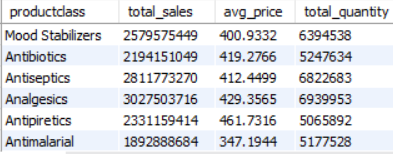 productclass total_sales avg_price total_quantity
Mood Stabilizers 2579575449 400.9332 6394538
Antibiotics 2194151049 419.2766 5247634
Antiseptics 2811773270 412.4499 6822683
Analgesics 3027503716 429.3565 6939953
Antipiretics 2331159414 461.7316 5065892
Antimalarial 1892888684 347.1944 5177528